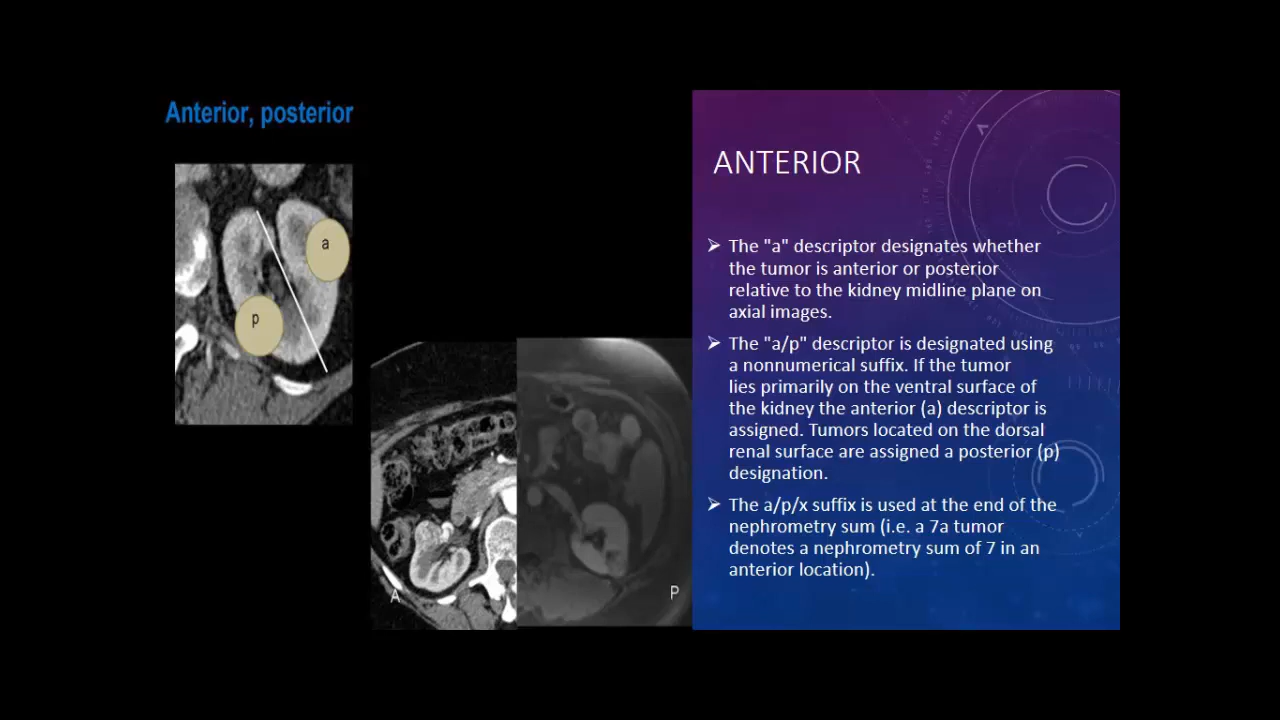 Anterior, posterior
a
p
A
P
ANTERIOR
➢ The "a" descriptor designates whether
the tumor is anterior or posterior
relative to the kidney midline plane on
axial images.
➢ The "a/p" descriptor is designated using
a nonnumerical suffix. If the tumor
lies primarily on the ventral surface of
the kidney the anterior (a) descriptor is
assigned. Tumors located on the dorsal
renal surface are assigned a posterior (p)
designation.
➢ The a/p/x suffix is used at the end of the
nephrometry sum (i.e. a 7a tumor
denotes a nephrometry sum of 7 in an
anterior location).